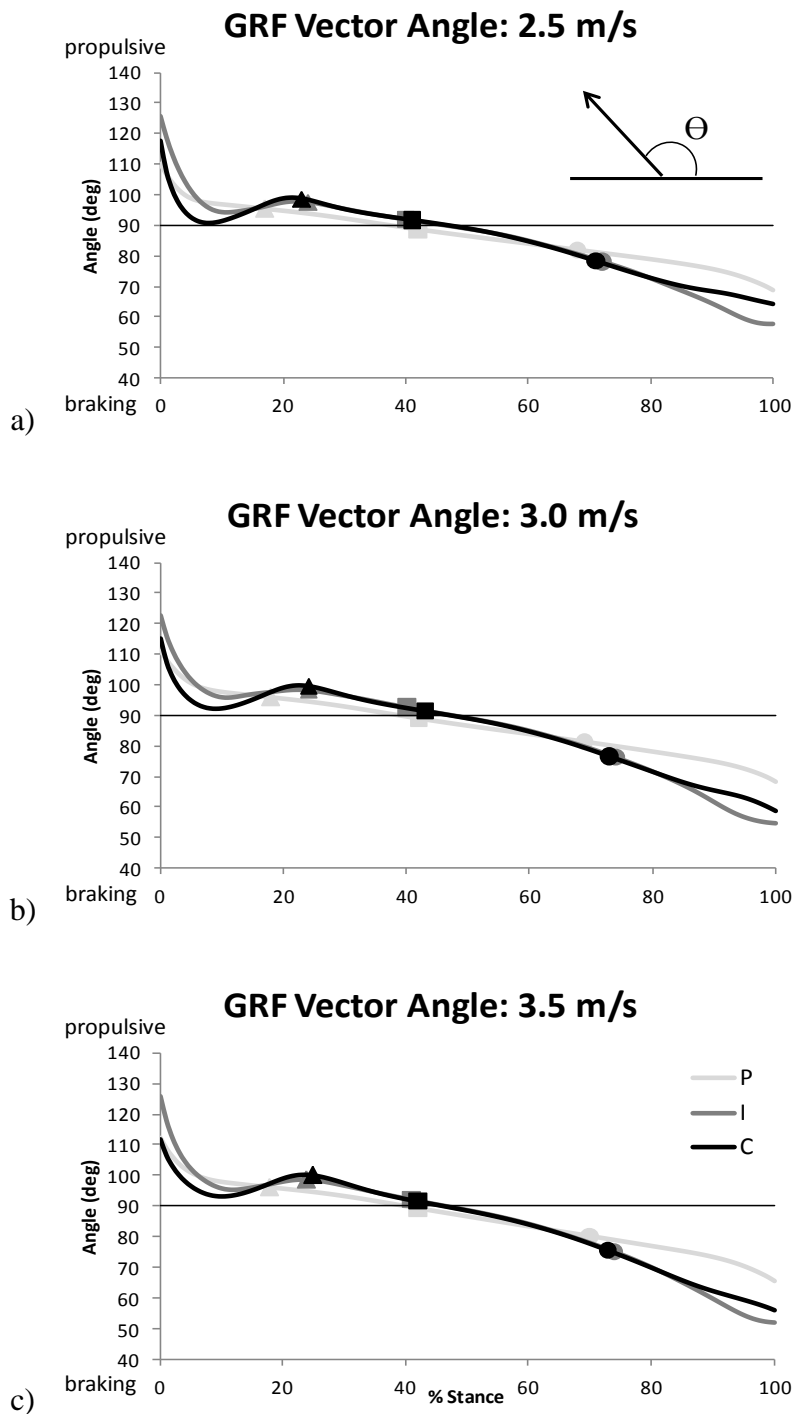 GRF Vector Angle: 2.5 m/s
propulsive
140
130
120
110
100
90
80
70
60
50
40
Angle (deg)
Ө
braking
0 20 40 60 80 100
a)
GRF Vector Angle: 3.0 m/s
propulsive
140
130
120
110
100
90
80
70
60
50
40
Angle (deg)
braking
0 20 40 60 80 100
b)
GRF Vector Angle: 3.5 m/s
propulsive
140
130
120
110
100
90
80
70
60
50
40
Angle (deg)
P
I
C
braking
0 20 40 60 80 100
% Stance
c)